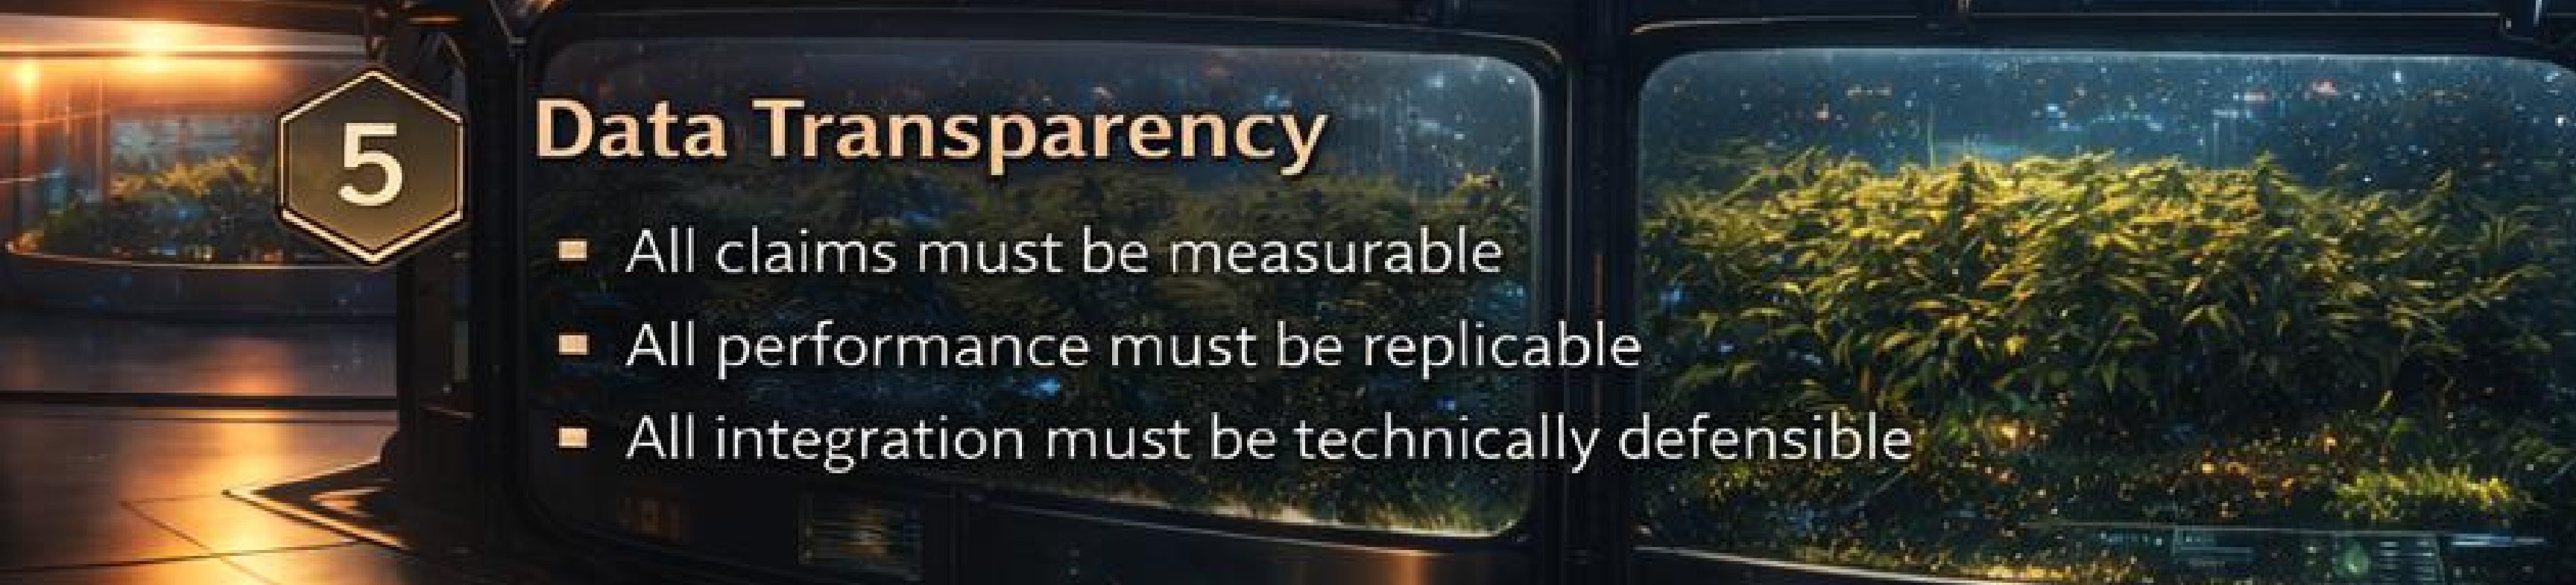 5
Data Transparency
All claims must be measurable
All performance must be replicable
All integration must be technically defensible